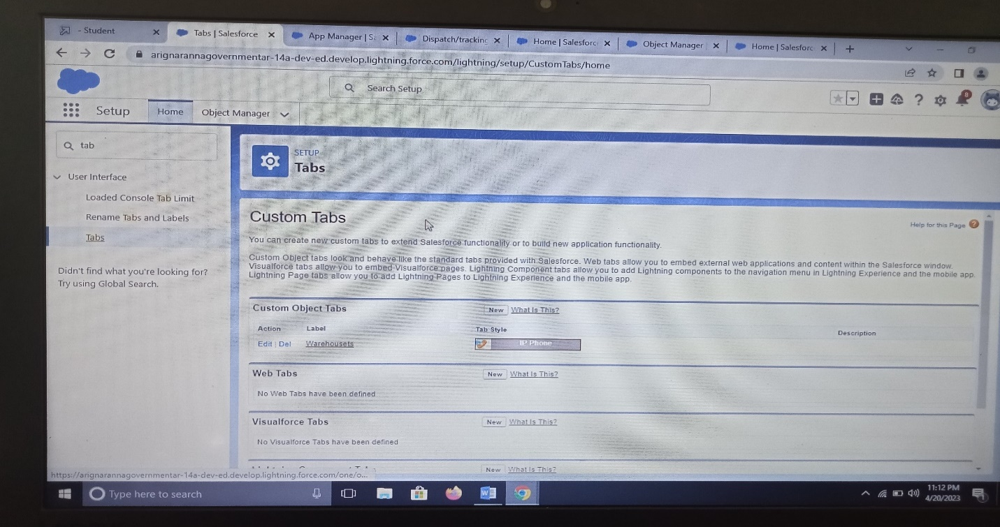 - Student
Tabs | Salesforce
App Manager | S
Dispatch/tracking
Home | Salesforc
Object Manager
Home | Salesforc
arignarannagovernmentar-14a-dev-ed.develop.lightning.force.com/lightning/setup/CustomTabs/home
Search Setup
8
Setup
Home
Object Manager
tab
User Interface
Loaded Console Tab Limit
Rename Tabs and Labels
Tabs
Didn't find what you're looking for?
Try using Global Search.
SETUP
Tabs
Custom Tabs
Help for this Page
You can create new custom tabs to extend Salesforce functionality or to build new application functionality.
Custom Object tabs look and behave like the standard tabs provided with Salesforce. Web tabs allow you to embed external web applications and content within the Salesforce window.
Visualforce tabs allow you to embed Visualforce pages. Lightning Component tabs allow you to add Lightning components to the navigation menu in Lightning Experience and the mobile app.
Lightning Page tabs allow you to add Lightning Pages to Lightning Experience and the mobile app.
Custom Object Tabs New What Is This?
Action Label Tab Style Description
Edit | Del Warehousets IP Phone
Web Tabs New What Is This?
No Web Tabs have been defined
Visualforce Tabs New What Is This?
No Visualforce Tabs have been defined
New What Is This?
https://arignarannagovernmentar-14a-dev-ed.develop.lightning.force.com/one/o...
Type here to search
11:12 PM
4/20/2023
1